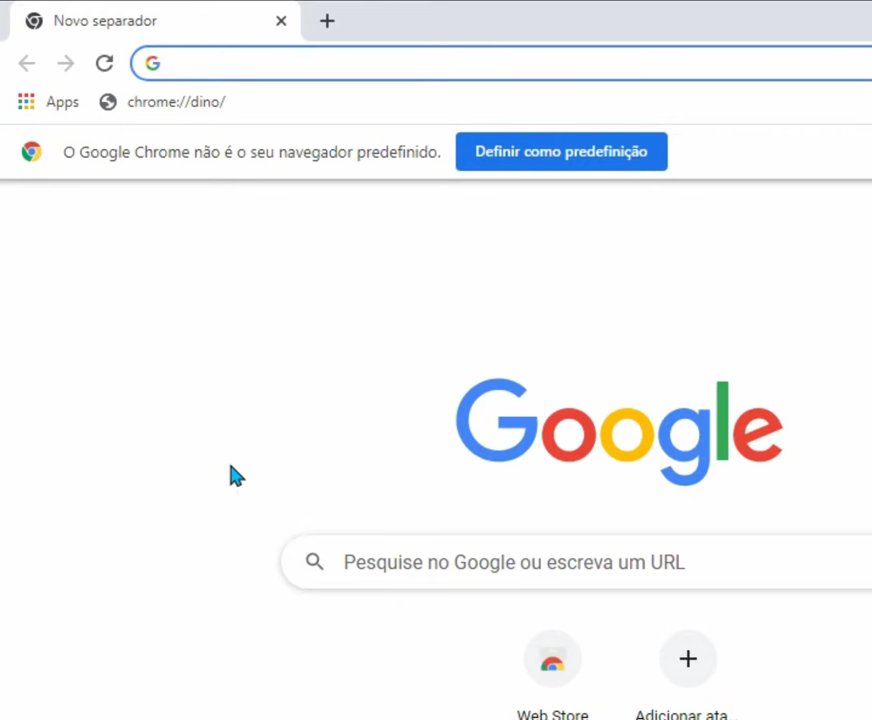 Novo separador
Apps chrome://dino/
O Google Chrome não é o seu navegador predefinido. Definir como predefinição
Google
Pesquise no Google ou escreva um URL
Web Store Adicionar ata...